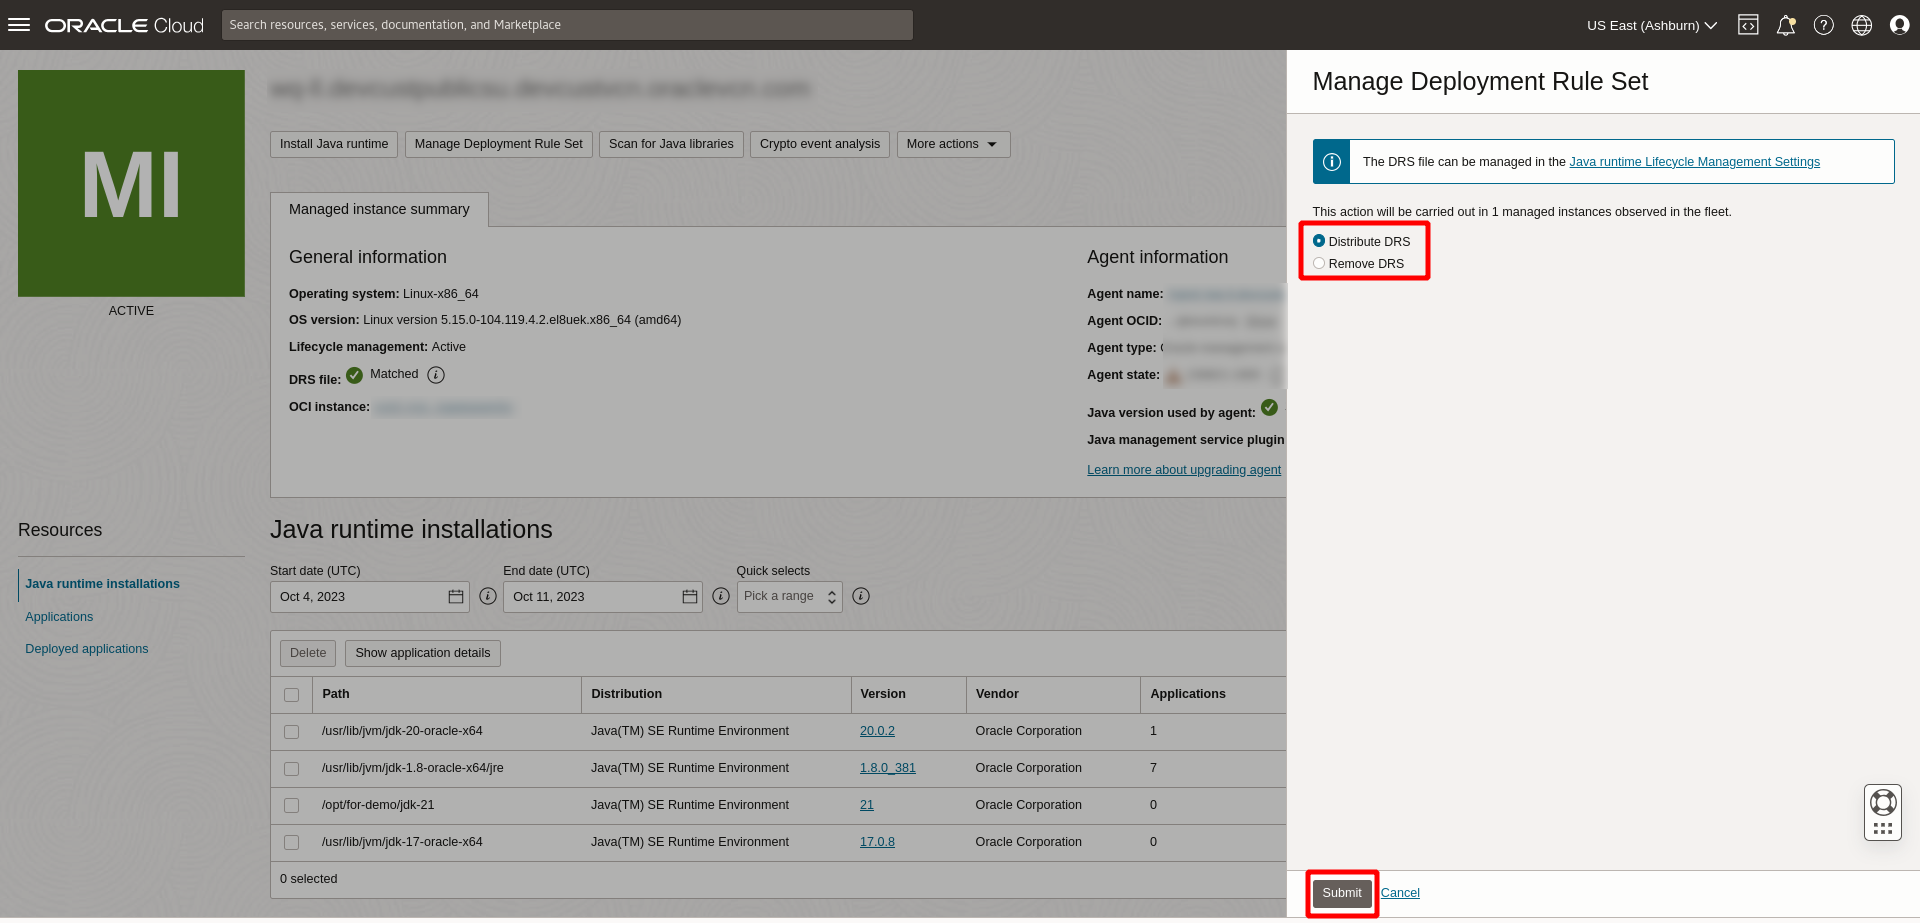 ORACLE Cloud
Search resources, services, documentation, and Marketplace
US East (Ashburn)
MI
ACTIVE
Install Java runtime
Manage Deployment Rule Set
Scan for Java libraries
Crypto event analysis
More actions
Managed instance summary
General information
Operating system: Linux-x86_64
OS version: Linux version 5.15.0-104.119.4.2.el8uek.x86_64 (amd64)
Lifecycle management: Active
DRS file: Matched
OCI instance:
Agent information
Agent name:
Agent OCID:
Agent type:
Agent state:
Java version used by agent:
Java management service plugin
Learn more about upgrading agent
Resources
Java runtime installations
Applications
Deployed applications
Java runtime installations
Start date (UTC)
End date (UTC)
Quick selects
Oct 4, 2023
Oct 11, 2023
Pick a range
Delete
Show application details
Path Distribution Version Vendor Applications
/usr/lib/jvm/jdk-20-oracle-x64 Java(TM) SE Runtime Environment 20.0.2 Oracle Corporation 1
/usr/lib/jvm/jdk-1.8-oracle-x64/jre Java(TM) SE Runtime Environment 1.8.0_381 Oracle Corporation 7
/opt/for-demo/jdk-21 Java(TM) SE Runtime Environment 21 Oracle Corporation 0
/usr/lib/jvm/jdk-17-oracle-x64 Java(TM) SE Runtime Environment 17.0.8 Oracle Corporation 0
0 selected
Manage Deployment Rule Set
The DRS file can be managed in the Java runtime Lifecycle Management Settings
This action will be carried out in 1 managed instances observed in the fleet.
Distribute DRS
Remove DRS
Submit
Cancel